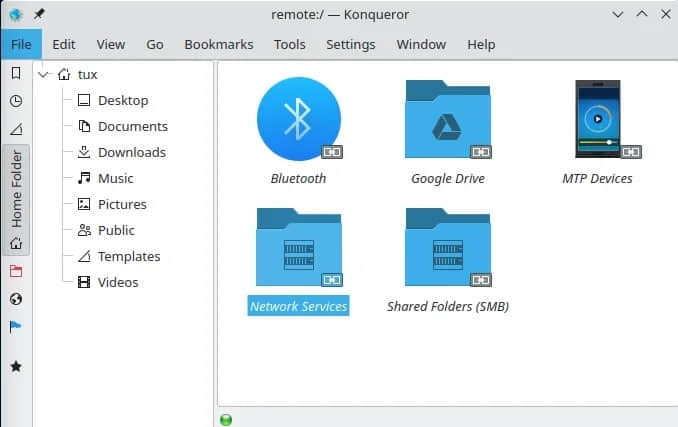 remote:/ — Konqueror
File Edit View Go Bookmarks Tools Settings Window Help
Home Folder
tux
Desktop
Documents
Downloads
Music
Pictures
Public
Templates
Videos
Bluetooth
Google Drive
MTP Devices
Network Services
Shared Folders (SMB)